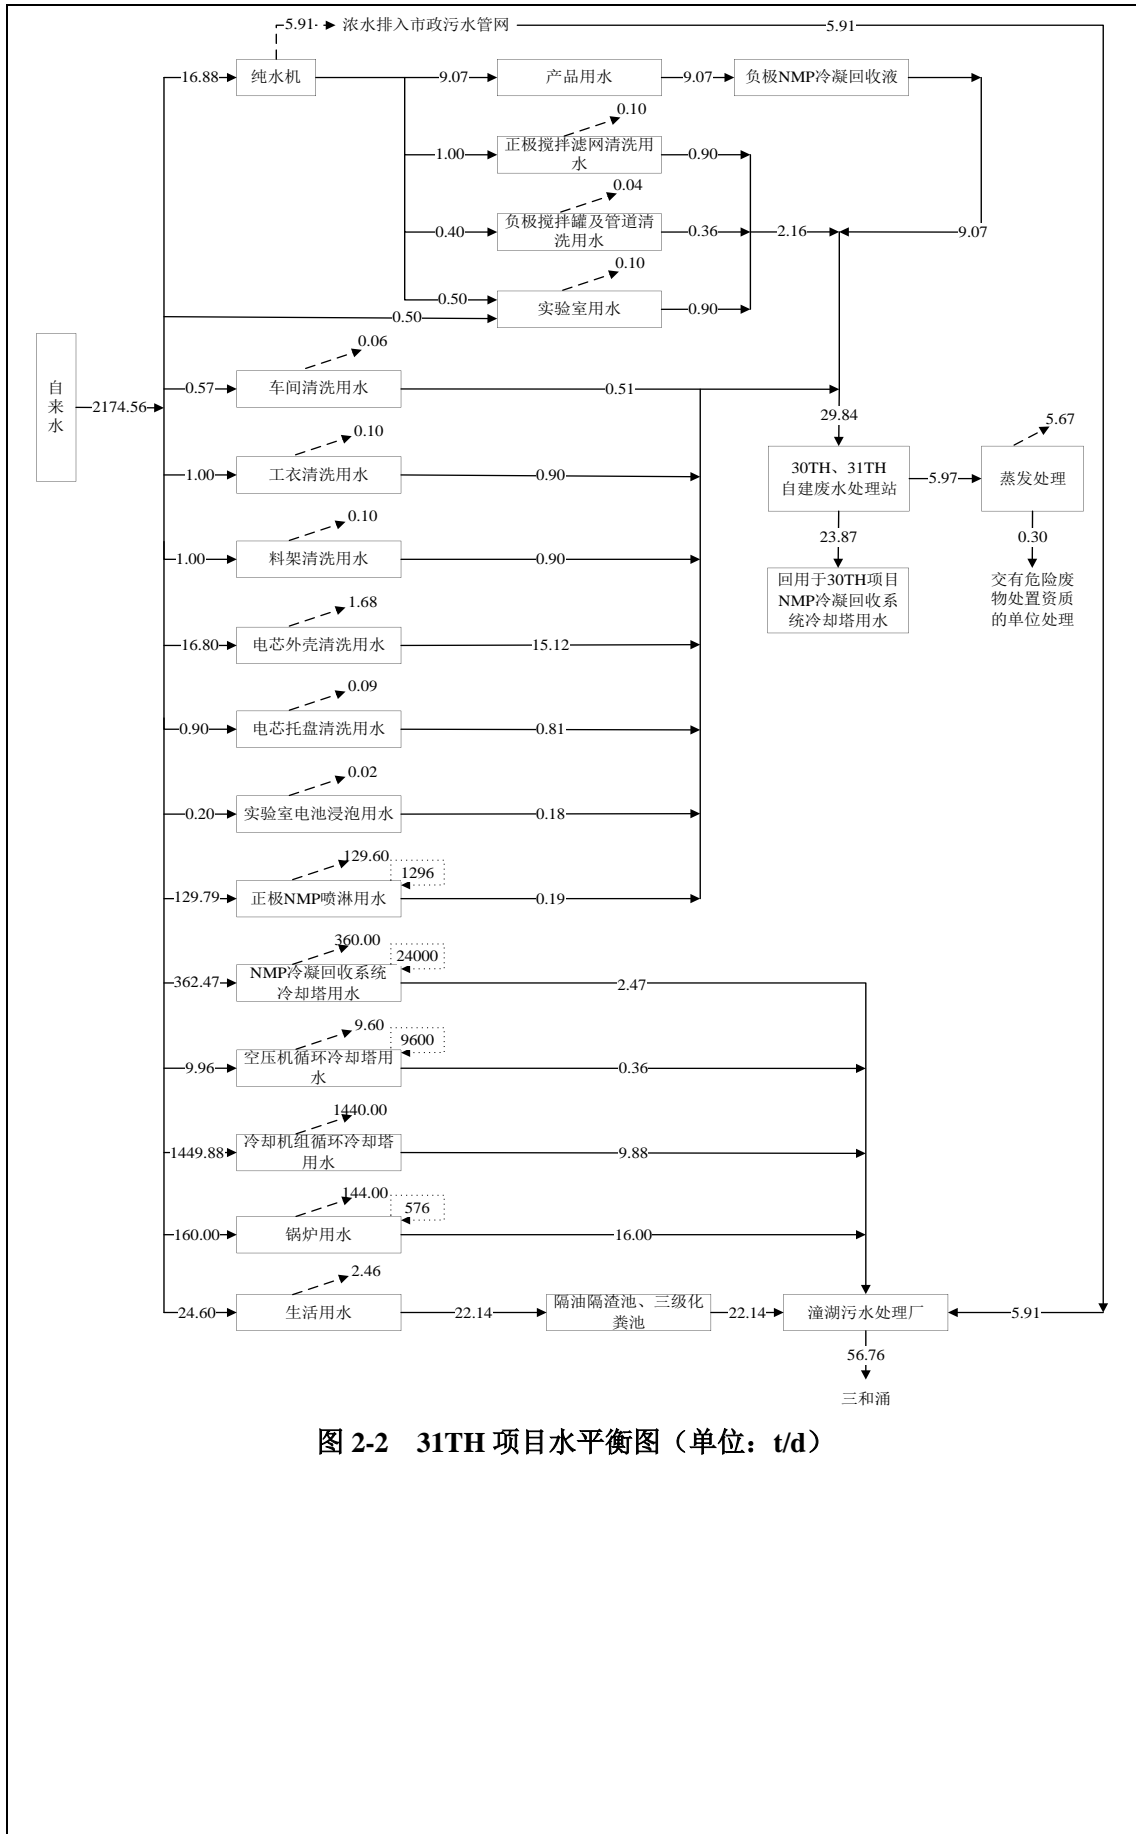 5.91
浓水排入市政污水管网
5.91
16.88
纯水机
9.07
产品用水
9.07
负极NMP冷凝回收液
0.10
1.00
正极搅拌滤网清洗用
水
0.90
0.04
0.40
负极搅拌罐及管道清
洗用水
0.36
2.16
9.07
0.10
0.50
实验室用水
0.90
0.50
自
来
水
2174.56
0.06
0.57
车间清洗用水
0.51
29.84
0.10
1.00
工衣清洗用水
0.90
30TH、31TH
自建废水处理站
5.97
5.67
蒸发处理
0.10
1.00
料架清洗用水
0.90
23.87
0.30
回用于30TH项目
NMP冷凝回收系
统冷却塔用水
交有危险废
物处置资质
的单位处理
1.68
16.80
电芯外壳清洗用水
15.12
0.09
0.90
电芯托盘清洗用水
0.81
0.02
0.20
实验室电池浸泡用水
0.18
129.60
1296
129.79
正极NMP喷淋用水
0.19
360.00
24000
362.47
NMP冷凝回收系统
冷却塔用水
2.47
9.60
9600
9.96
空压机循环冷却塔用
水
0.36
1440.00
1449.88
冷却机组循环冷却塔
用水
9.88
144.00
576
160.00
锅炉用水
16.00
2.46
24.60
生活用水
22.14
隔油隔渣池、三级化
粪池
22.14
潼湖污水处理厂
5.91
56.76
三和涌
图 2-2 31TH 项目水平衡图（单位：t/d）